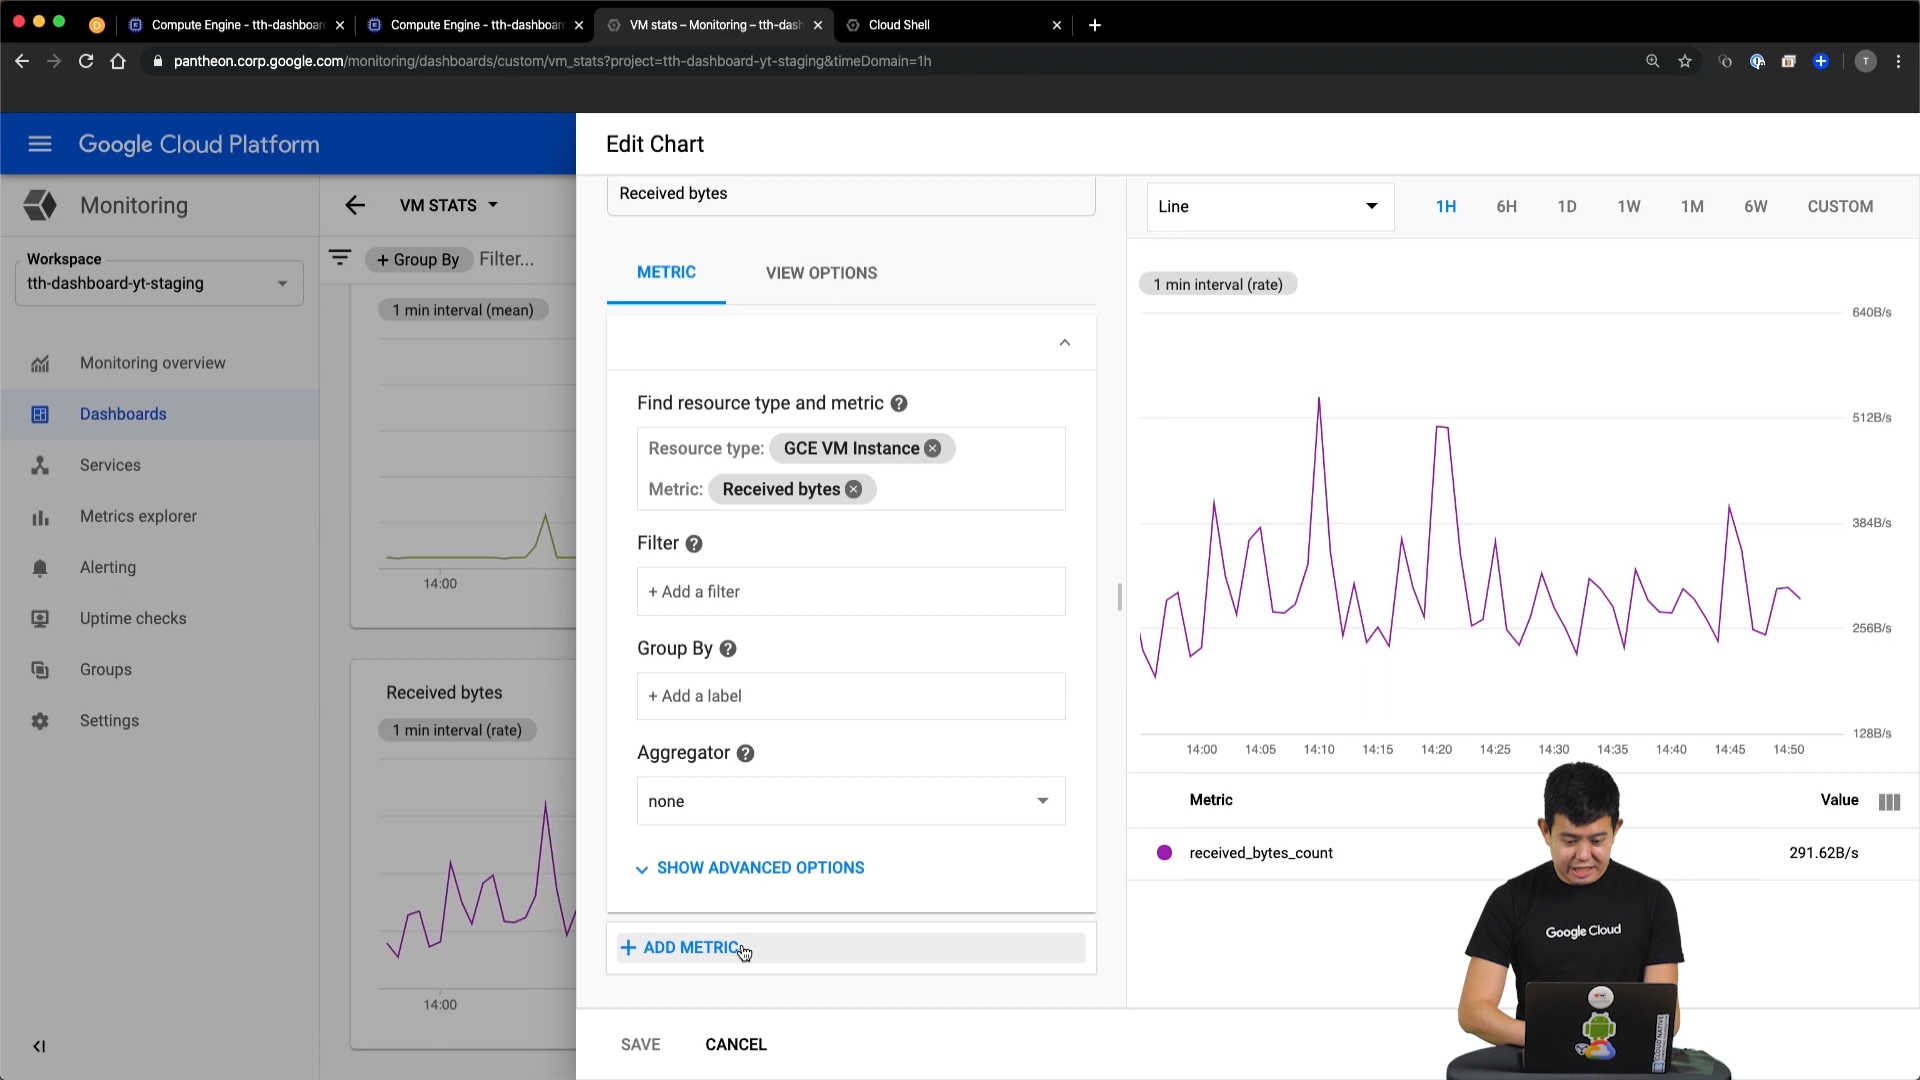 Compute Engine - tth-dashboar
Compute Engine - tth-dashboar
VM stats – Monitoring – tth-dash
Cloud Shell
pantheon.corp.google.com/monitoring/dashboards/custom/vm_stats?project=tth-dashboard-yt-staging&timeDomain=1h
T
Google Cloud Platform
Monitoring
Workspace
tth-dashboard-yt-staging
Monitoring overview
Dashboards
Services
Metrics explorer
Alerting
Uptime checks
Groups
Settings
VM STATS
+ Group By
Filter...
1 min interval (mean)
14:00
Received bytes
1 min interval (rate)
14:00
Edit Chart
Received bytes
METRIC
VIEW OPTIONS
Find resource type and metric ?
Resource type: GCE VM Instance
Metric: Received bytes
Filter ?
+ Add a filter
Group By ?
+ Add a label
Aggregator ?
none
SHOW ADVANCED OPTIONS
+ ADD METRIC
SAVE
CANCEL
Line
1H
6H
1D
1W
1M
6W
CUSTOM
1 min interval (rate)
640B/s
512B/s
384B/s
256B/s
128B/s
14:00
14:05
14:10
14:15
14:20
14:25
14:30
14:35
14:40
14:45
14:50
Metric
Value
received_bytes_count
291.62B/s
Google Cloud